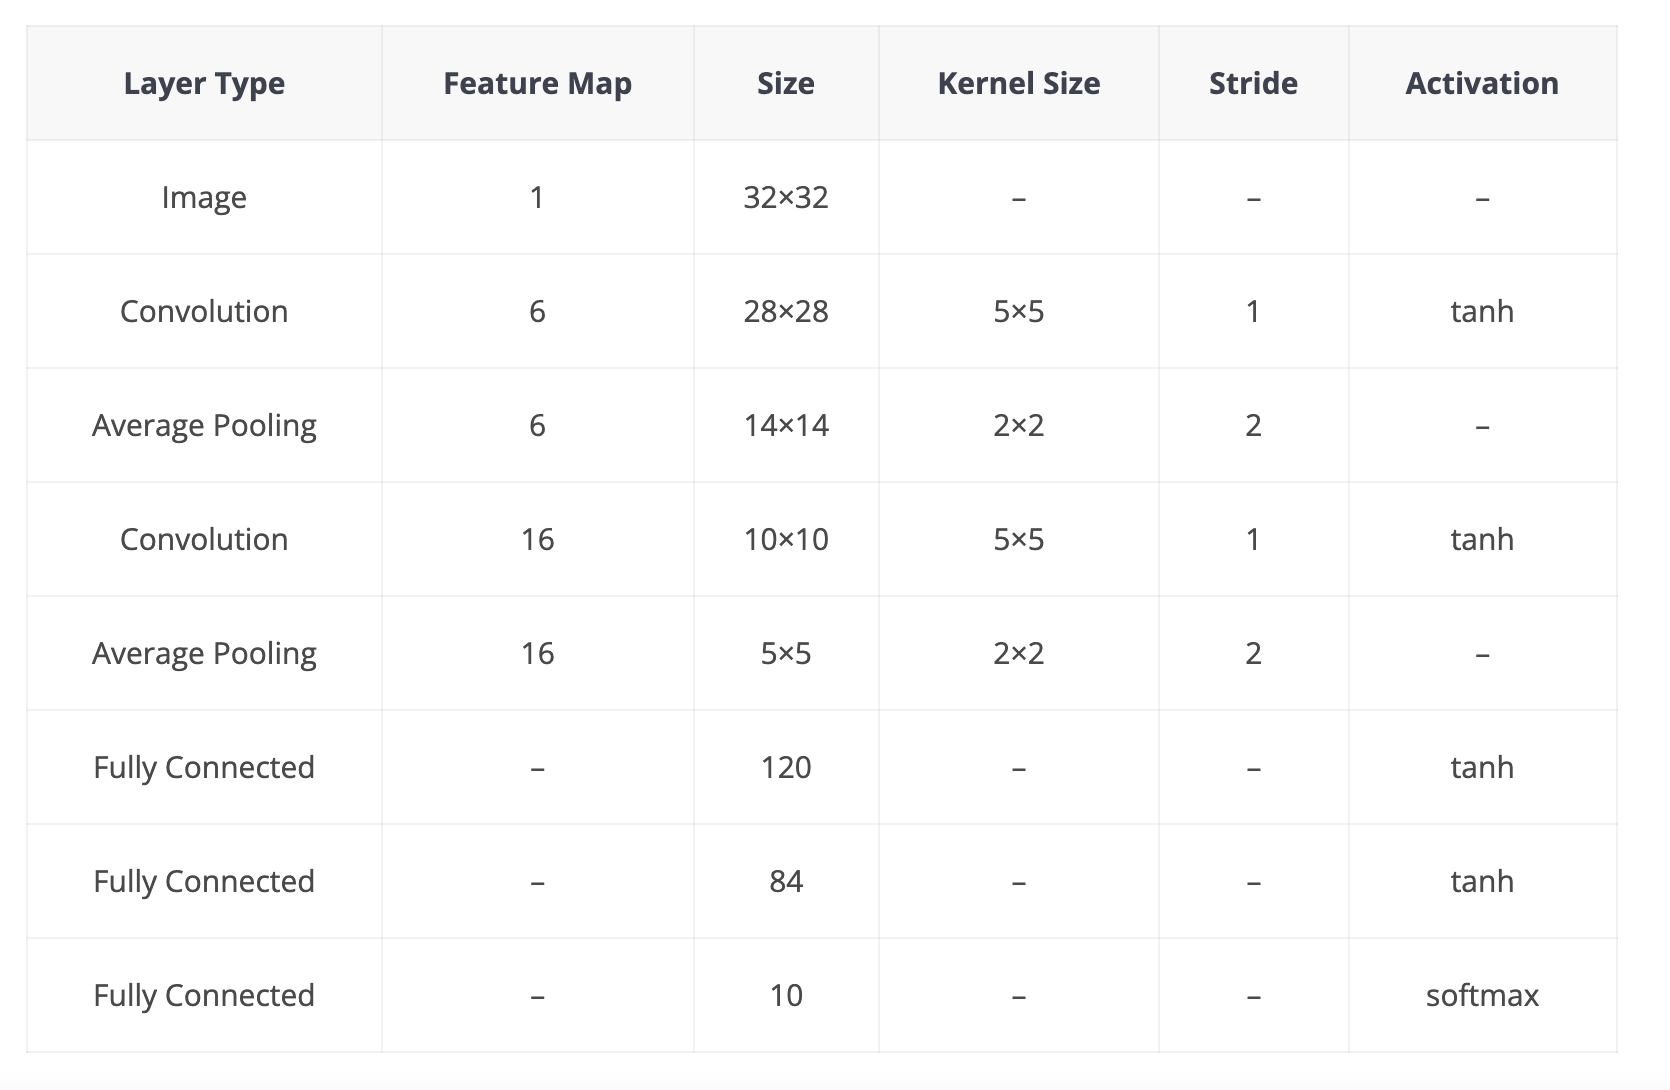 Layer Type Feature Map Size Kernel Size Stride Activation
Image 1 32×32 – – –
Convolution 6 28×28 5×5 1 tanh
Average Pooling 6 14×14 2×2 2 –
Convolution 16 10×10 5×5 1 tanh
Average Pooling 16 5×5 2×2 2 –
Fully Connected – 120 – – tanh
Fully Connected – 84 – – tanh
Fully Connected – 10 – – softmax